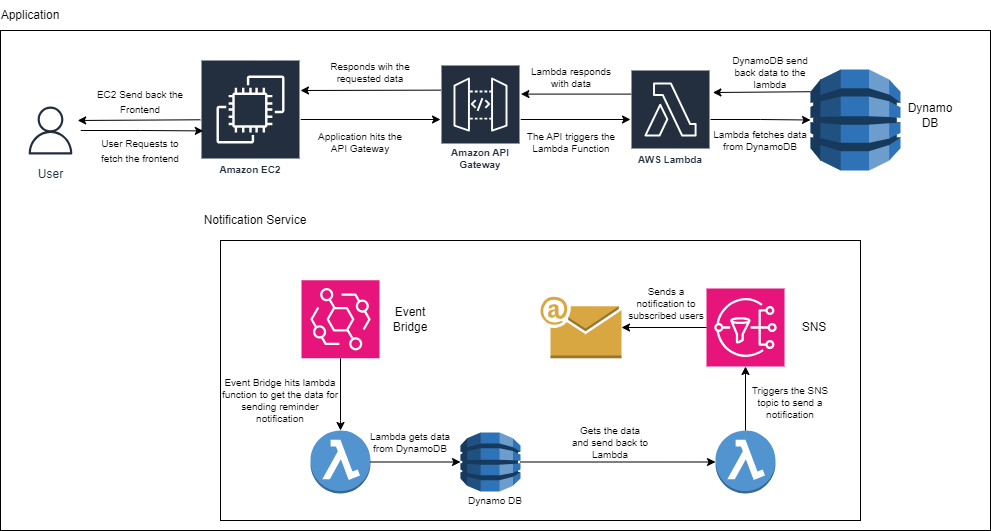 Application
Responds wih the
requested data
Lambda responds
with data
DynamoDB send
back data to the
lambda
EC2 Send back the
Frontend
Dynamo
DB
</>
User Requests to
fetch the frontend
Application hits the
API Gateway
The API triggers the
Lambda Function
Lambda fetches data
from DynamoDB
User
Amazon EC2
Amazon API
Gateway
AWS Lambda
Notification Service
Event
Bridge
@
Sends a
notification to
subscribed users
SNS
Event Bridge hits lambda
function to get the data for
sending reminder
notification
Triggers the SNS
topic to send a
notification
Lambda gets data
from DynamoDB
Gets the data
and send back to
Lambda
Dynamo DB